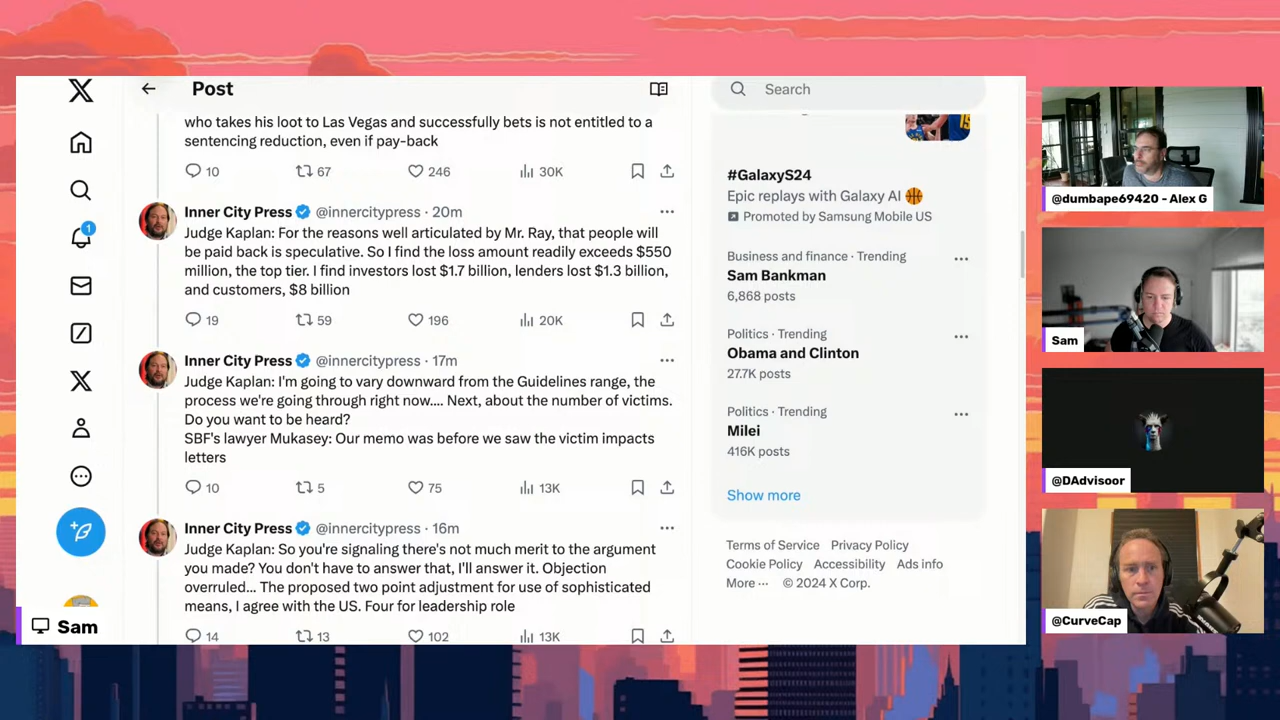 Post
who takes his loot to Las Vegas and successfully bets is not entitled to a
sentencing reduction, even if pay-back
10 67 246 30K
Inner City Press @innercitypress · 20m
Judge Kaplan: For the reasons well articulated by Mr. Ray, that people will
be paid back is speculative. So I find the loss amount readily exceeds $550
million, the top tier. I find investors lost $1.7 billion, lenders lost $1.3 billion,
and customers, $8 billion
19 59 196 20K
Inner City Press @innercitypress · 17m
Judge Kaplan: I'm going to vary downward from the Guidelines range, the
process we're going through right now.... Next, about the number of victims.
Do you want to be heard?
SBF's lawyer Mukasey: Our memo was before we saw the victim impacts
letters
10 5 75 13K
Inner City Press @innercitypress · 16m
Judge Kaplan: So you're signaling there's not much merit to the argument
you made? You don't have to answer that, I'll answer it. Objection
overruled... The proposed two point adjustment for use of sophisticated
means, I agree with the US. Four for leadership role
14 13 102 13K
1
Sam
Search
#GalaxyS24
Epic replays with Galaxy AI 🏀
Promoted by Samsung Mobile US
Business and finance · Trending
Sam Bankman
6,868 posts
Politics · Trending
Obama and Clinton
27.7K posts
Politics · Trending
Milei
416K posts
Show more
Terms of Service Privacy Policy
Cookie Policy Accessibility Ads info
More ··· © 2024 X Corp.
@dumbape69420 - Alex G
Sam
@DAdvisoor
@CurveCap